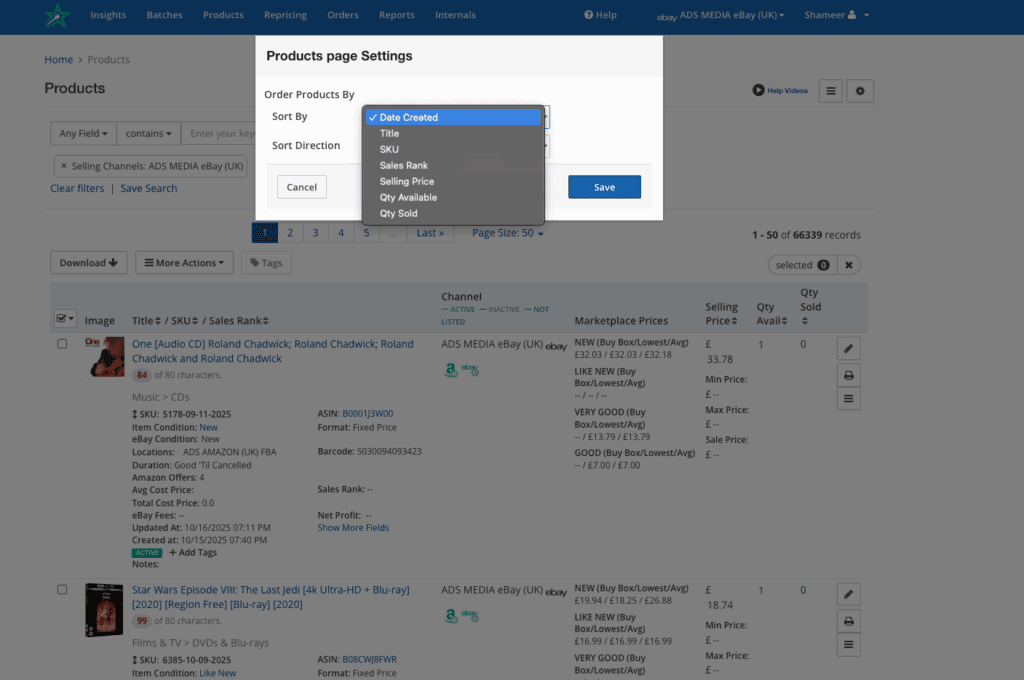 Insights Batches Products Repricing Orders Reports Internals Help ebay ADS MEDIA eBay (UK) Shameer
Products page Settings
Home > Products
Products
Help Videos
Order Products By
Sort By
✓ Date Created
Title
SKU
Sales Rank
Selling Price
Qty Available
Qty Sold
Sort Direction
Any Field contains Enter your key
× Selling Channels: ADS MEDIA eBay (UK)
Clear filters | Save Search
Cancel Save
1 2 3 4 5 ... Last » Page Size: 50
1 - 50 of 66339 records
Download More Actions Tags
selected 0 ×
Image Title / SKU / Sales Rank
Channel
— ACTIVE — INACTIVE — NOT
LISTED
Marketplace Prices
Selling
Price
Qty
Avail
Qty
Sold
One [Audio CD] Roland Chadwick; Roland Chadwick; Roland
Chadwick and Roland Chadwick
84 of 80 characters.
Music > CDs
SKU: 5178-09-11-2025
Item Condition: New
eBay Condition: New
Locations: ADS AMAZON (UK) FBA
Duration: Good 'Til Cancelled
Amazon Offers: 4
Avg Cost Price:
Total Cost Price: 0.0
eBay Fees: --
Updated At: 10/16/2025 07:11 PM
Created at: 10/15/2025 07:40 PM
ACTIVE + Add Tags
Notes:
ASIN: B0001J3W00
Format: Fixed Price
Barcode: 5030094093423
Sales Rank: --
Net Profit: --
Show More Fields
ADS MEDIA eBay (UK) ebay
a ebay
NEW (Buy Box/Lowest/Avg)
£32.03 / £32.03 / £32.18
LIKE NEW (Buy
Box/Lowest/Avg)
-- / -- / --
VERY GOOD (Buy
Box/Lowest/Avg)
-- / £13.79 / £13.79
GOOD (Buy Box/Lowest/Avg)
-- / £7.00 / £7.00
£
33.78
Min Price:
£ --
Max Price:
£ --
Sale Price:
£ --
1
0
One
Star Wars Episode VIII: The Last Jedi [4k Ultra-HD + Blu-ray]
[2020] [Region Free] [Blu-ray] [2020]
99 of 80 characters.
Films & TV > DVDs & Blu-rays
SKU: 6385-10-09-2025
Item Condition: Like New
ASIN: B08CWJ8FWR
Format: Fixed Price
ADS MEDIA eBay (UK) ebay
a ebay
NEW (Buy Box/Lowest/Avg)
£19.94 / £18.25 / £26.88
LIKE NEW (Buy
Box/Lowest/Avg)
£16.99 / £16.99 / £16.99
VERY GOOD (Buy
Box/Lowest/Avg)
£
18.74
Min Price:
£ --
Max Price:
£ --
1
0